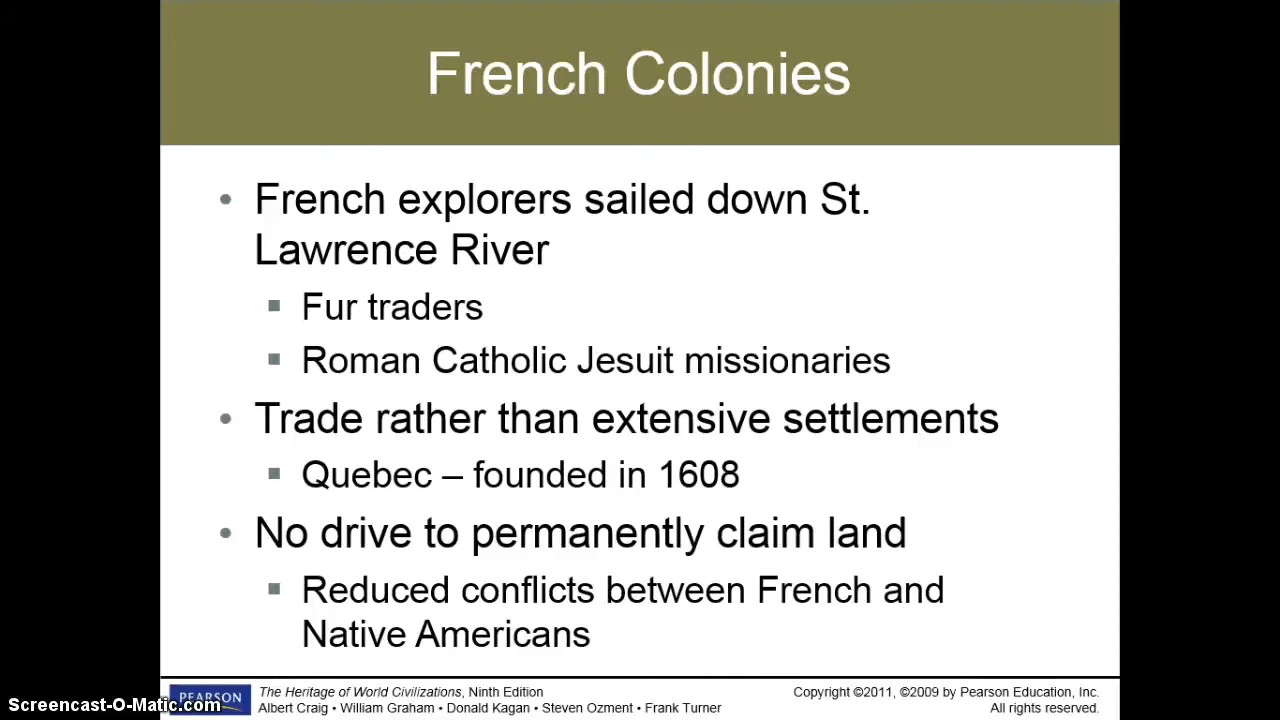 French Colonies
• French explorers sailed down St.
Lawrence River
▪ Fur traders
▪ Roman Catholic Jesuit missionaries
• Trade rather than extensive settlements
▪ Quebec – founded in 1608
• No drive to permanently claim land
▪ Reduced conflicts between French and
Native Americans
PEARSON
The Heritage of World Civilizations, Ninth Edition
Albert Craig • William Graham • Donald Kagan • Steven Ozment • Frank Turner
Copyright ©2011, ©2009 by Pearson Education, Inc.
All rights reserved.
Screencast-O-Matic.com